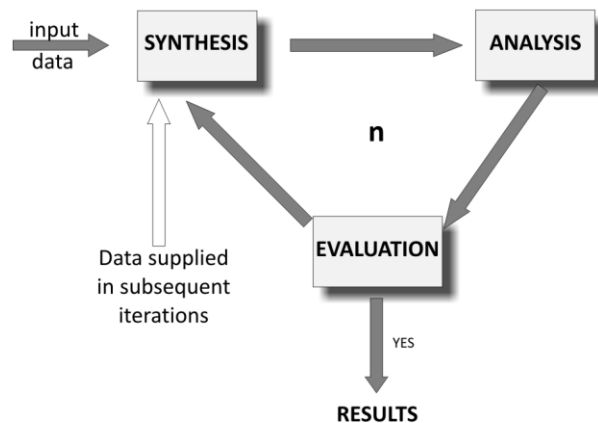 input
data
SYNTHESIS
ANALYSIS
n
EVALUATION
Data supplied
in subsequent
iterations
YES
RESULTS